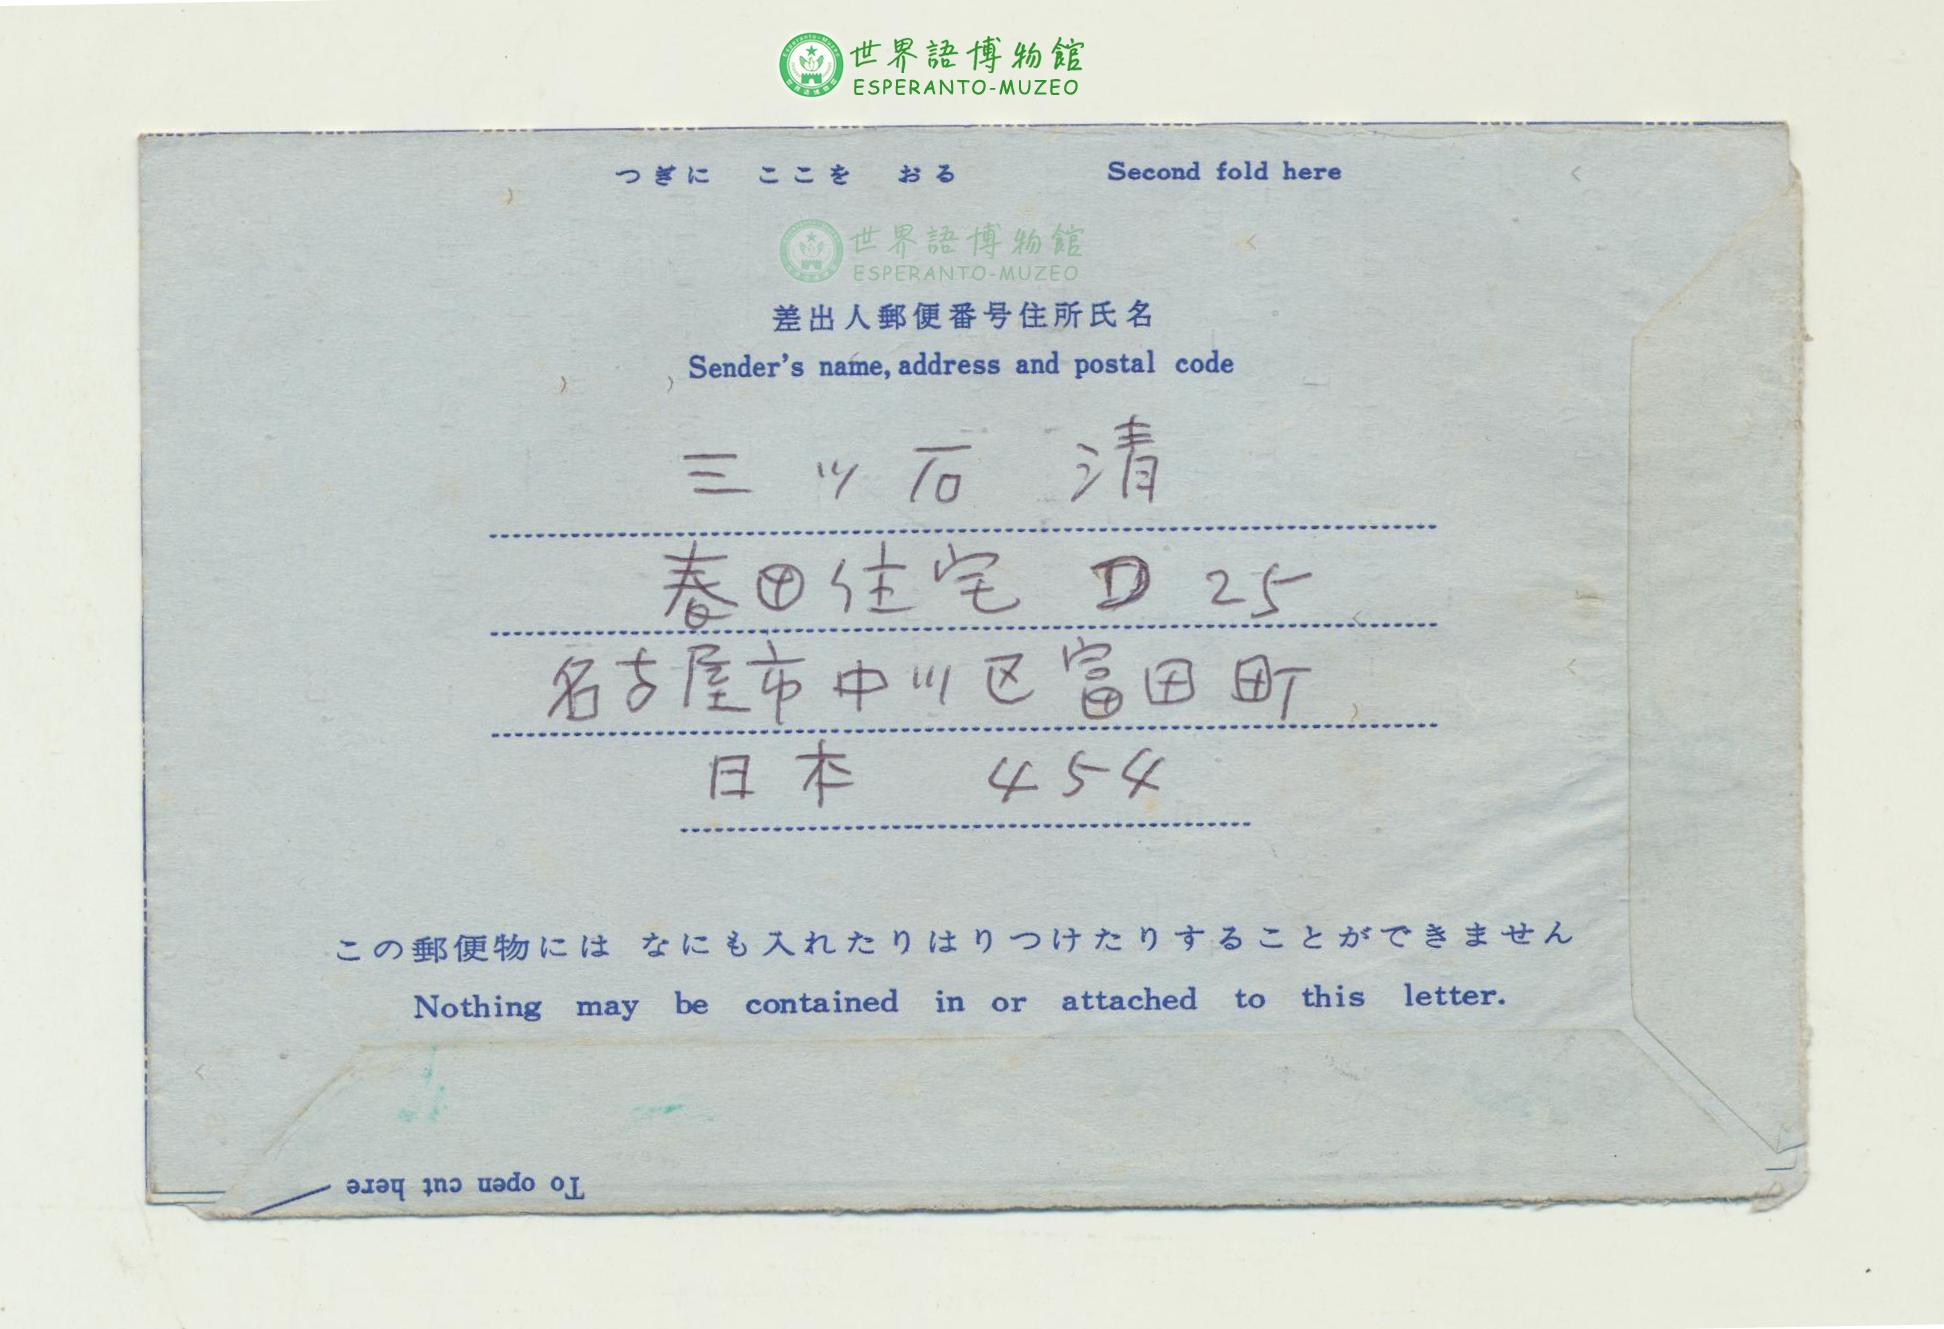 世界語博物館
ESPERANTO-MUZEO
つぎに ここを おる Second fold here
世界語博物館
ESPERANTO-MUZEO
差出人郵便番号住所氏名
Sender's name, address and postal code
三ッ石 清
春田住宅 D 25
名古屋市中川区富田町
日本 454
この郵便物には なにも入れたりはりつけたりすることができません
Nothing may be contained in or attached to this letter.
To open cut here